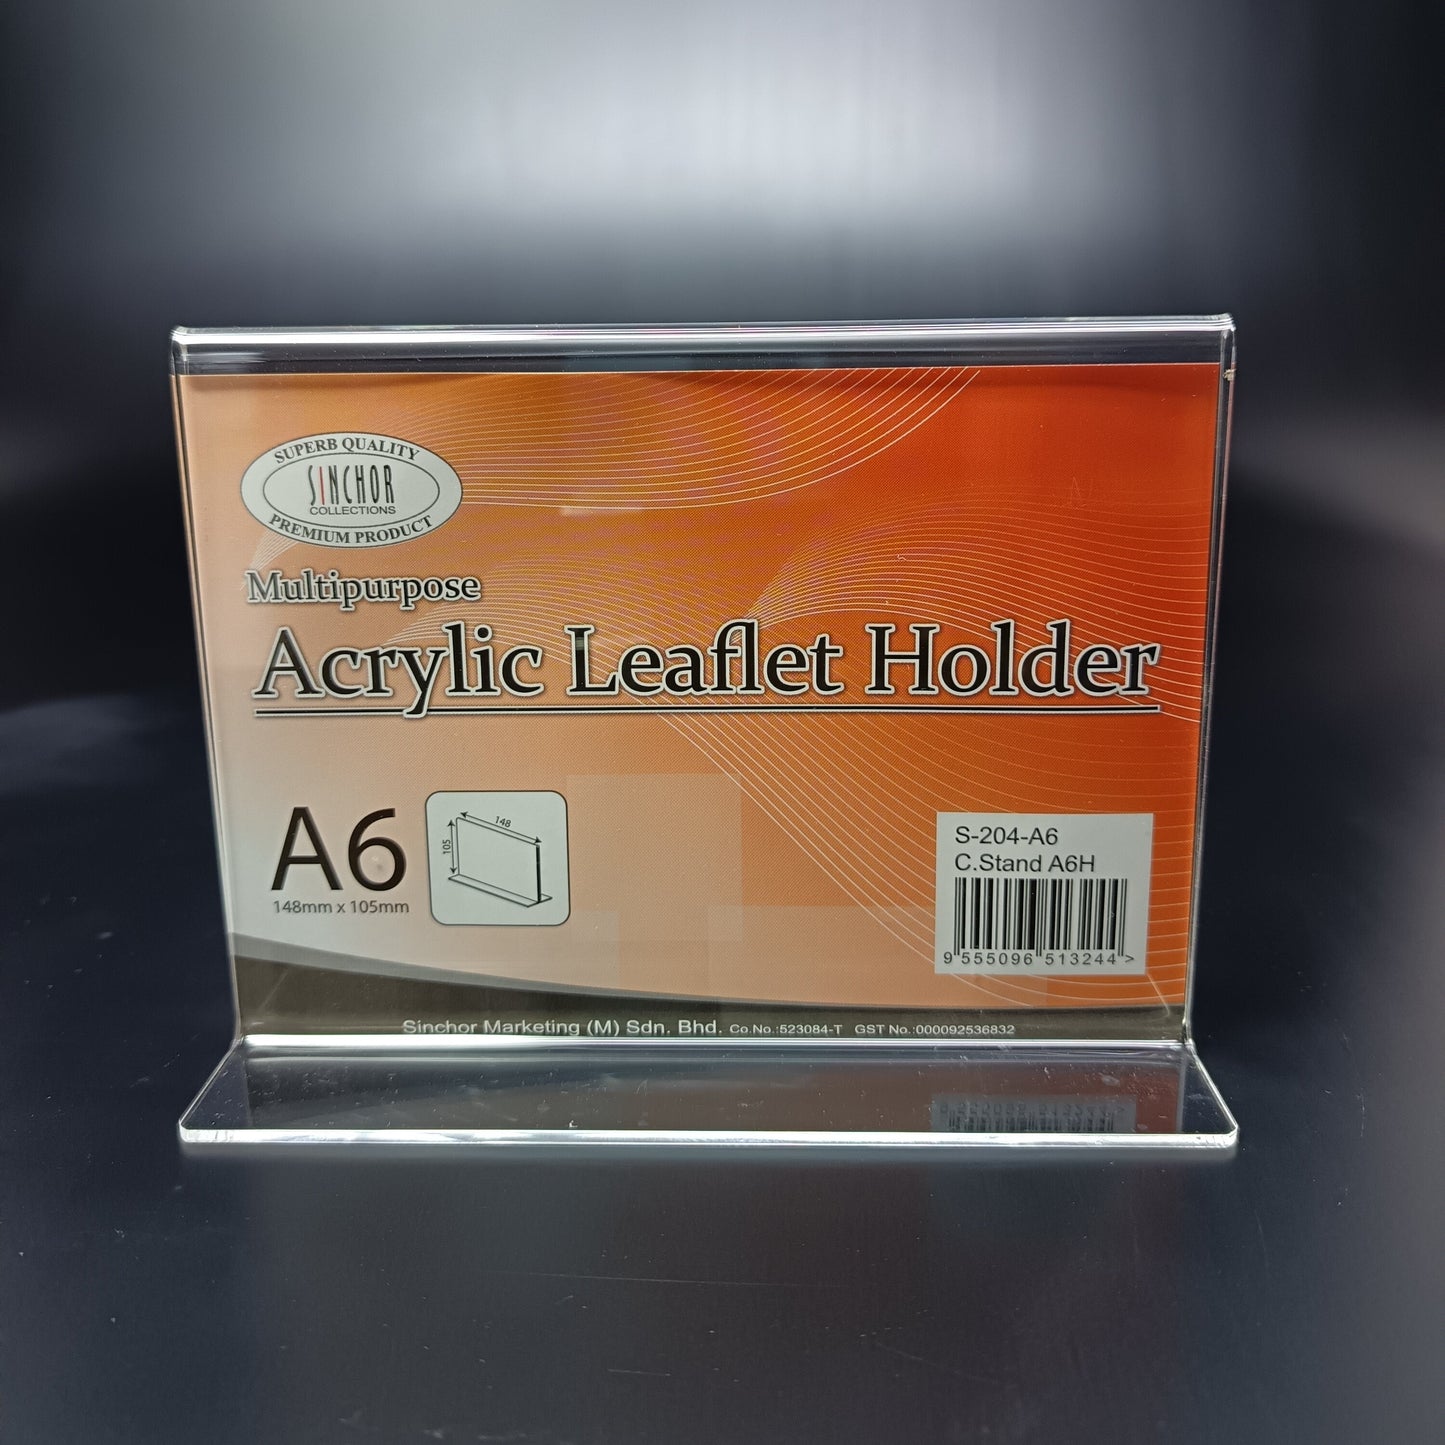 SUPERB QUALITY
SINCHOR
COLLECTIONS
PREMIUM PRODUCT
Multipurpose
Acrylic Leaflet Holder
A6
148mm x 105mm
148
105
S-204-A6
C.Stand A6H
9 555096 513244 >
Sinchor Marketing (M) Sdn. Bhd. Co.No.:523084-T GST No.:000092536832